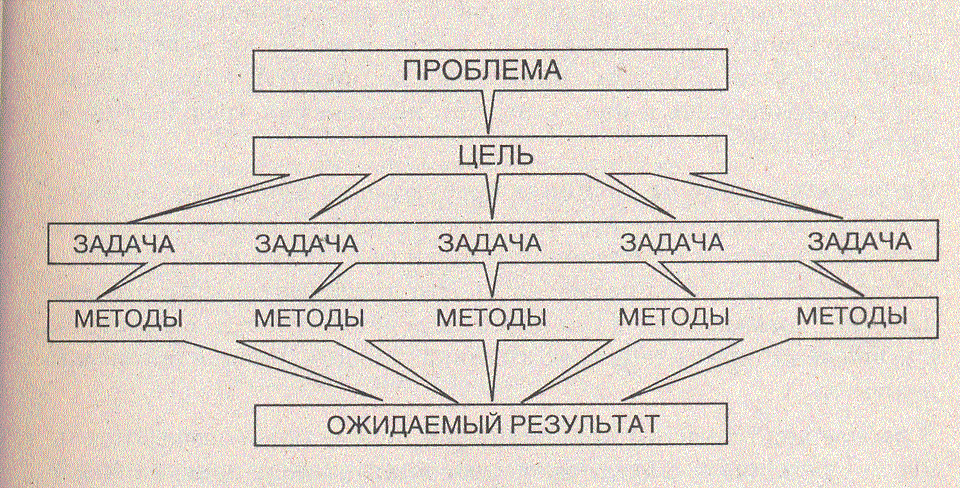 ПРОБЛЕМА
ЦЕЛЬ
ЗАДАЧА ЗАДАЧА ЗАДАЧА ЗАДАЧА ЗАДАЧА
МЕТОДЫ МЕТОДЫ МЕТОДЫ МЕТОДЫ МЕТОДЫ
ОЖИДАЕМЫЙ РЕЗУЛЬТАТ